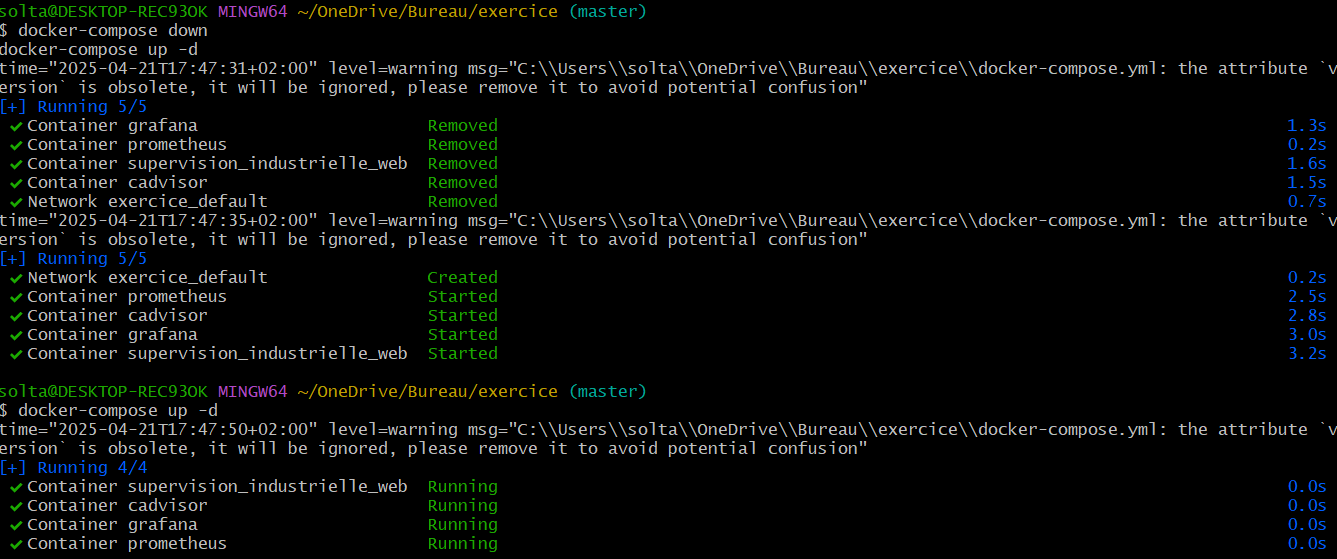 solta@DESKTOP-REC93OK MINGW64 ~/OneDrive/Bureau/exercice (master)
$ docker-compose down
docker-compose up -d
time="2025-04-21T17:47:31+02:00" level=warning msg="C:\\Users\\solta\\OneDrive\\Bureau\\exercice\\docker-compose.yml: the attribute `v
ersion` is obsolete, it will be ignored, please remove it to avoid potential confusion"
[+] Running 5/5
✔ Container grafana Removed 1.3s
✔ Container prometheus Removed 0.2s
✔ Container supervision_industrielle_web Removed 1.6s
✔ Container cadvisor Removed 1.5s
✔ Network exercice_default Removed 0.7s
time="2025-04-21T17:47:35+02:00" level=warning msg="C:\\Users\\solta\\OneDrive\\Bureau\\exercice\\docker-compose.yml: the attribute `v
ersion` is obsolete, it will be ignored, please remove it to avoid potential confusion"
[+] Running 5/5
✔ Network exercice_default Created 0.2s
✔ Container prometheus Started 2.5s
✔ Container cadvisor Started 2.8s
✔ Container grafana Started 3.0s
✔ Container supervision_industrielle_web Started 3.2s
solta@DESKTOP-REC93OK MINGW64 ~/OneDrive/Bureau/exercice (master)
$ docker-compose up -d
time="2025-04-21T17:47:50+02:00" level=warning msg="C:\\Users\\solta\\OneDrive\\Bureau\\exercice\\docker-compose.yml: the attribute `v
ersion` is obsolete, it will be ignored, please remove it to avoid potential confusion"
[+] Running 4/4
✔ Container supervision_industrielle_web Running 0.0s
✔ Container cadvisor Running 0.0s
✔ Container grafana Running 0.0s
✔ Container prometheus Running 0.0s